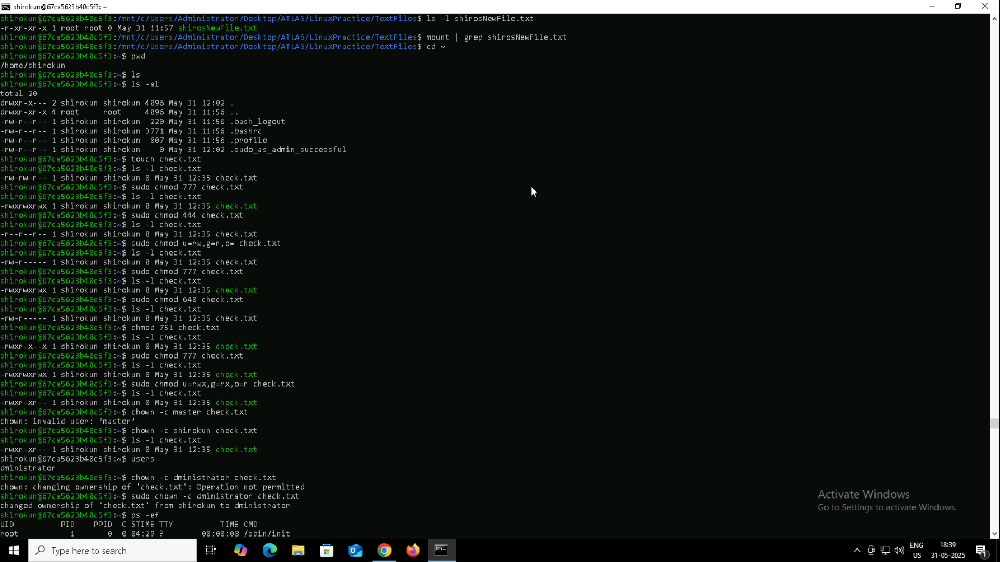 shirokun@67ca5623b40c5f3: ~
shirokun@67ca5623b40c5f3:/mnt/c/Users/Administrator/Desktop/ATLAS/LinuxPractice/TextFiles$ ls -l shirosNewFile.txt
-r-xr-xr-x 1 root root 0 May 31 11:57 shirosNewFile.txt
shirokun@67ca5623b40c5f3:/mnt/c/Users/Administrator/Desktop/ATLAS/LinuxPractice/TextFiles$ mount | grep shirosNewFile.txt
shirokun@67ca5623b40c5f3:/mnt/c/Users/Administrator/Desktop/ATLAS/LinuxPractice/TextFiles$ cd ~
shirokun@67ca5623b40c5f3:~$ pwd
/home/shirokun
shirokun@67ca5623b40c5f3:~$ ls
shirokun@67ca5623b40c5f3:~$ ls -al
total 20
drwxr-x--- 2 shirokun shirokun 4096 May 31 12:02 .
drwxr-xr-x 4 root     root     4096 May 31 11:56 ..
-rw-r--r-- 1 shirokun shirokun  220 May 31 11:56 .bash_logout
-rw-r--r-- 1 shirokun shirokun 3771 May 31 11:56 .bashrc
-rw-r--r-- 1 shirokun shirokun  807 May 31 11:56 .profile
-rw-r--r-- 1 shirokun shirokun    0 May 31 12:02 .sudo_as_admin_successful
shirokun@67ca5623b40c5f3:~$ touch check.txt
shirokun@67ca5623b40c5f3:~$ ls -l check.txt
-rw-rw-r-- 1 shirokun shirokun 0 May 31 12:35 check.txt
shirokun@67ca5623b40c5f3:~$ sudo chmod 777 check.txt
shirokun@67ca5623b40c5f3:~$ ls -l check.txt
-rwxrwxrwx 1 shirokun shirokun 0 May 31 12:35 check.txt
shirokun@67ca5623b40c5f3:~$ sudo chmod 444 check.txt
shirokun@67ca5623b40c5f3:~$ ls -l check.txt
-r--r--r-- 1 shirokun shirokun 0 May 31 12:35 check.txt
shirokun@67ca5623b40c5f3:~$ sudo chmod u=rw,g=r,o= check.txt
shirokun@67ca5623b40c5f3:~$ ls -l check.txt
-rw-r----- 1 shirokun shirokun 0 May 31 12:35 check.txt
shirokun@67ca5623b40c5f3:~$ sudo chmod 777 check.txt
shirokun@67ca5623b40c5f3:~$ ls -l check.txt
-rwxrwxrwx 1 shirokun shirokun 0 May 31 12:35 check.txt
shirokun@67ca5623b40c5f3:~$ sudo chmod 640 check.txt
shirokun@67ca5623b40c5f3:~$ ls -l check.txt
-rw-r----- 1 shirokun shirokun 0 May 31 12:35 check.txt
shirokun@67ca5623b40c5f3:~$ chmod 751 check.txt
shirokun@67ca5623b40c5f3:~$ ls -l check.txt
-rwxr-x--x 1 shirokun shirokun 0 May 31 12:35 check.txt
shirokun@67ca5623b40c5f3:~$ sudo chmod 777 check.txt
shirokun@67ca5623b40c5f3:~$ ls -l check.txt
-rwxrwxrwx 1 shirokun shirokun 0 May 31 12:35 check.txt
shirokun@67ca5623b40c5f3:~$ sudo chmod u=rwx,g=rx,o=r check.txt
shirokun@67ca5623b40c5f3:~$ ls -l check.txt
-rwxr-xr-- 1 shirokun shirokun 0 May 31 12:35 check.txt
shirokun@67ca5623b40c5f3:~$ chown -c master check.txt
chown: invalid user: ‘master’
shirokun@67ca5623b40c5f3:~$ chown -c shirokun check.txt
shirokun@67ca5623b40c5f3:~$ ls -l check.txt
-rwxr-xr-- 1 shirokun shirokun 0 May 31 12:35 check.txt
shirokun@67ca5623b40c5f3:~$ users
dministrator
shirokun@67ca5623b40c5f3:~$ chown -c dministrator check.txt
chown: changing ownership of 'check.txt': Operation not permitted
shirokun@67ca5623b40c5f3:~$ sudo chown -c dministrator check.txt
changed ownership of 'check.txt' from shirokun to dministrator
shirokun@67ca5623b40c5f3:~$ ps -ef
UID         PID    PPID  C STIME TTY          TIME CMD
root          1       0  0 04:29 ?        00:00:08 /sbin/init
Activate Windows
Go to Settings to activate Windows.
Type here to search
ENG
US
18:39
31-05-2025
1